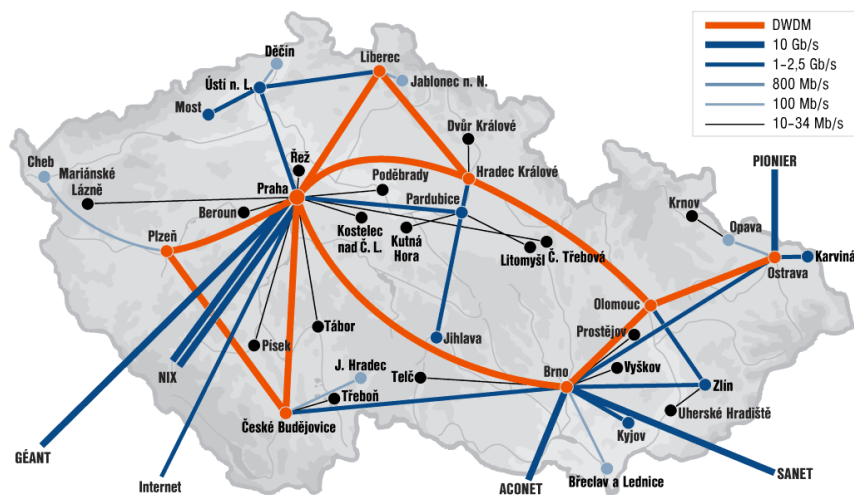 DWDM
10 Gb/s
1–2,5 Gb/s
800 Mb/s
100 Mb/s
10–34 Mb/s
Děčín
Liberec
Ústí n. L.
Jablonec n. N.
Most
Dvůr Králové
Cheb
Mariánské
Lázně
Řež
Praha
Poděbrady
Hradec Králové
PIONIER
Beroun
Pardubice
Krnov
Opava
Plzeň
Kostelec
nad Č. L.
Kutná
Hora
Litomyšl
Č. Třebová
Karviná
Ostrava
Olomouc
Tábor
Prostějov
Písek
Jihlava
NIX
J. Hradec
Telč
Brno
Vyškov
Zlín
Třeboň
Uherské Hradiště
České Budějovice
Kyjov
GÉANT
Internet
ACONET
Břeclav a Lednice
SANET